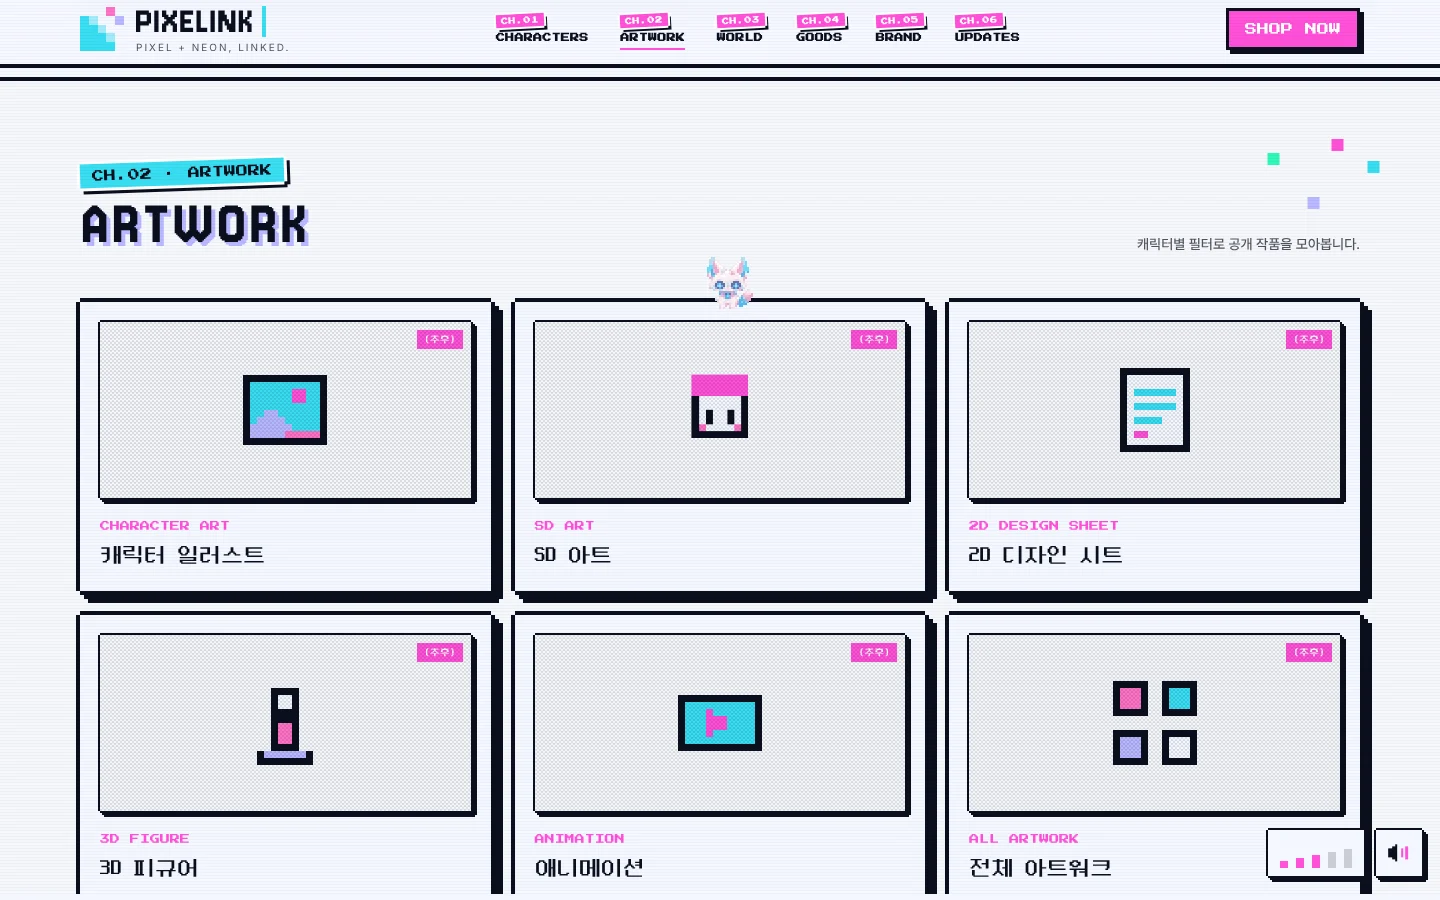 PIXELINK
PIXEL + NEON, LINKED.
CH.01 CH.02 CH.03 CH.04 CH.05 CH.06
CHARACTERS ARTWORK WORLD GOODS BRAND UPDATES
SHOP NOW
CH.02 · ARTWORK
ARTWORK
캐릭터별 필터로 공개 작품을 모아봅니다.
(추후) (추후) (추후)
CHARACTER ART
캐릭터 일러스트
SD ART
SD 아트
2D DESIGN SHEET
2D 디자인 시트
(추후) (추후) (추후)
3D FIGURE
3D 피규어
ANIMATION
애니메이션
ALL ARTWORK
전체 아트워크